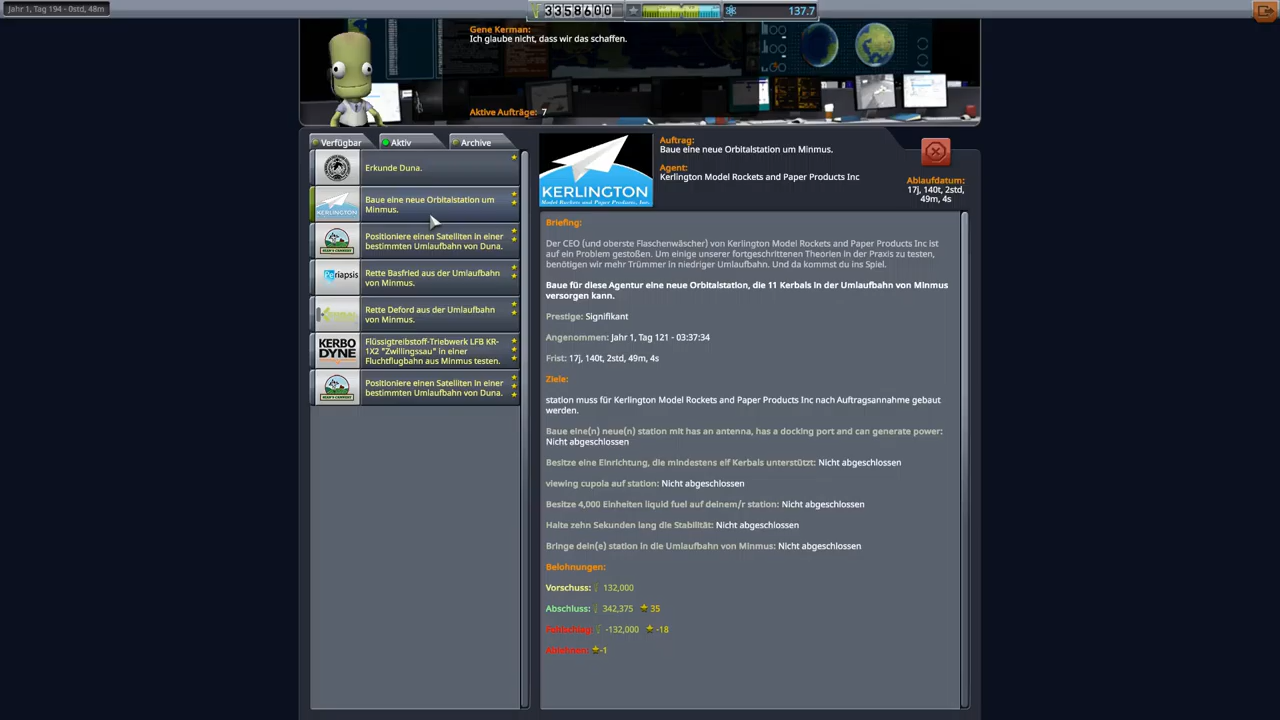 Jahr 1, Tag 194 - 0std, 48m
3358600
137.7
Gene Kerman:
Ich glaube nicht, dass wir das schaffen.
Aktive Aufträge: 7
Verfügbar
Aktiv
Archive
Erkunde Duna.
Baue eine neue Orbitalstation um
Minmus.
Positioniere einen Satelliten in einer
bestimmten Umlaufbahn von Duna.
Periapsis
Rette Basfried aus der Umlaufbahn
von Minmus.
Rette Deford aus der Umlaufbahn
von Minmus.
KERBO
DYNE
Flüssigtreibstoff-Triebwerk LFB KR-
1X2 "Zwillingssau" in einer
Fluchtflugbahn aus Minmus testen.
Positioniere einen Satelliten in einer
bestimmten Umlaufbahn von Duna.
KERLINGTON
Model Rockets and Paper Products, Inc.
Auftrag:
Baue eine neue Orbitalstation um Minmus.
Agent:
Kerlington Model Rockets and Paper Products Inc
Ablaufdatum:
17j, 140t, 2std,
49m, 4s
Briefing:
Der CEO (und oberste Flaschenwäscher) von Kerlington Model Rockets and Paper Products Inc ist
auf ein Problem gestoßen. Um einige unserer fortgeschrittenen Theorien in der Praxis zu testen,
benötigen wir mehr Trümmer in niedriger Umlaufbahn. Und da kommst du ins Spiel.
Baue für diese Agentur eine neue Orbitalstation, die 11 Kerbals in der Umlaufbahn von Minmus
versorgen kann.
Prestige: Signifikant
Angenommen: Jahr 1, Tag 121 - 03:37:34
Frist: 17j, 140t, 2std, 49m, 4s
Ziele:
station muss für Kerlington Model Rockets and Paper Products Inc nach Auftragsannahme gebaut
werden.
Baue eine(n) neue(n) station mit has an antenna, has a docking port and can generate power:
Nicht abgeschlossen
Besitze eine Einrichtung, die mindestens elf Kerbals unterstützt: Nicht abgeschlossen
viewing cupola auf station: Nicht abgeschlossen
Besitze 4,000 Einheiten liquid fuel auf deinem/r station: Nicht abgeschlossen
Halte zehn Sekunden lang die Stabilität: Nicht abgeschlossen
Bringe dein(e) station in die Umlaufbahn von Minmus: Nicht abgeschlossen
Belohnungen:
Vorschuss: 132,000
Abschluss: 342,375 35
-132,000 -18
Ablehnen: -1